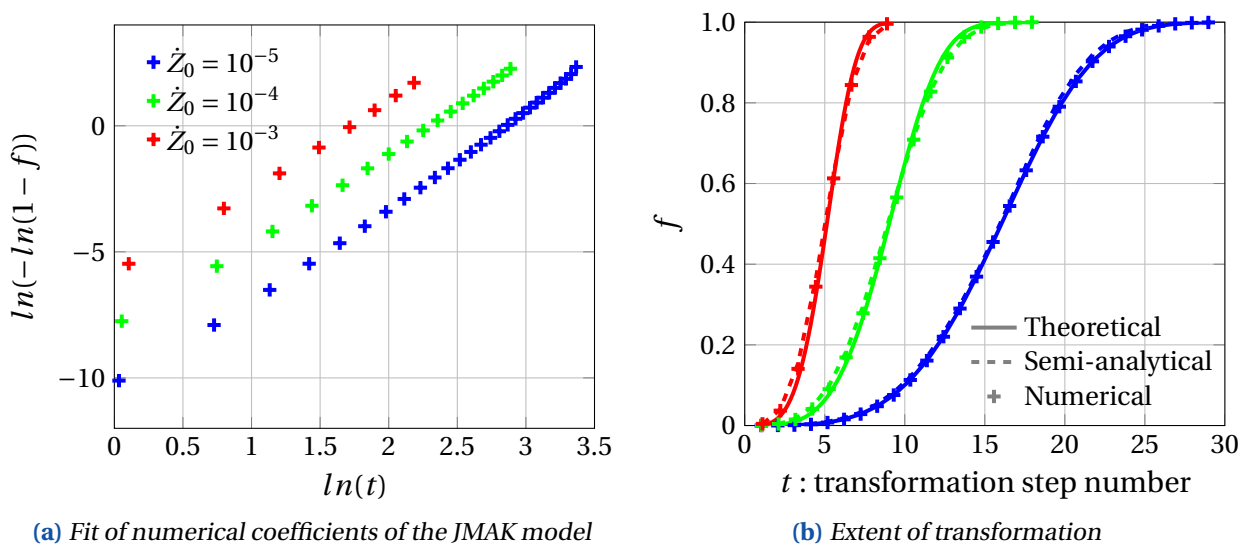 Ż₀ = 10⁻⁵
Ż₀ = 10⁻⁴
Ż₀ = 10⁻³
0
−5
−10
ln(−ln(1 − f))
0 0.5 1 1.5 2 2.5 3 3.5
ln(t)
(a) Fit of numerical coefficients of the JMAK model
1.0
0.8
0.6
0.4
0.2
0
f
Theoretical
Semi-analytical
Numerical
0 5 10 15 20 25 30
t : transformation step number
(b) Extent of transformation